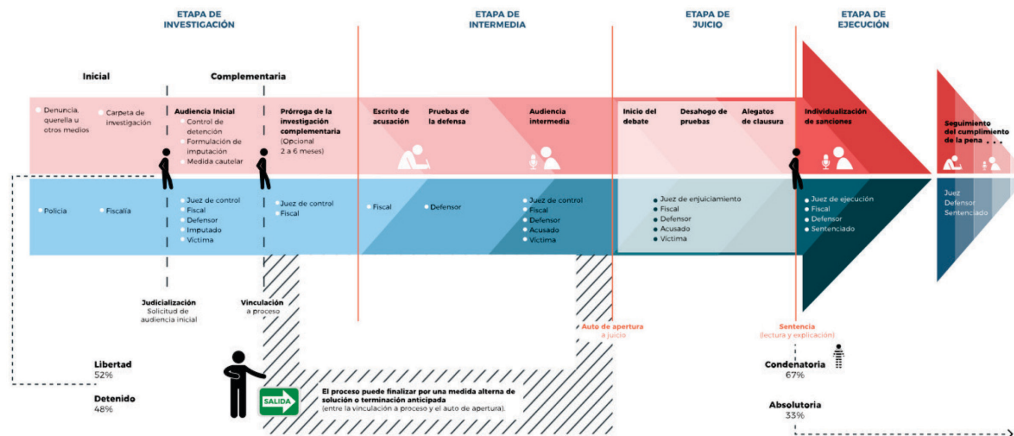 ETAPA DE
INVESTIGACIÓN
ETAPA DE
INTERMEDIA
ETAPA DE
JUICIO
ETAPA DE
EJECUCIÓN
Inicial
Complementaria
Denuncia,
querella u
otros medios
Carpeta de
investigación
Audiencia Inicial
Control de
detención
Formulación de
imputación
Medida cautelar
Prórroga de la
investigación
complementaria
(Opcional
2 a 6 meses)
Escrito de
acusación
Pruebas de
la defensa
Audiencia
intermedia
Inicio del
debate
Desahogo de
pruebas
Alegatos
de clausura
Individualización
de sanciones
Seguimiento
del cumplimiento
de la pena ...
Policía
Fiscalía
Juez de control
Fiscal
Defensor
Imputado
Víctima
Juez de control
Fiscal
Fiscal
Defensor
Juez de control
Fiscal
Defensor
Acusado
Víctima
Juez de enjuiciamiento
Fiscal
Defensor
Acusado
Víctima
Juez de ejecución
Fiscal
Defensor
Sentenciado
Juez
Defensor
Sentenciado
Judicialización
Solicitud de
audiencia inicial
Vinculación
a proceso
Auto de apertura
a juicio
Sentencia
(lectura y explicación)
Libertad
52%
Detenido
48%
SALIDA
El proceso puede finalizar por una medida alterna de
solución o terminación anticipada
(entre la vinculación a proceso y el auto de apertura).
Condenatoria
67%
Absolutoria
33%